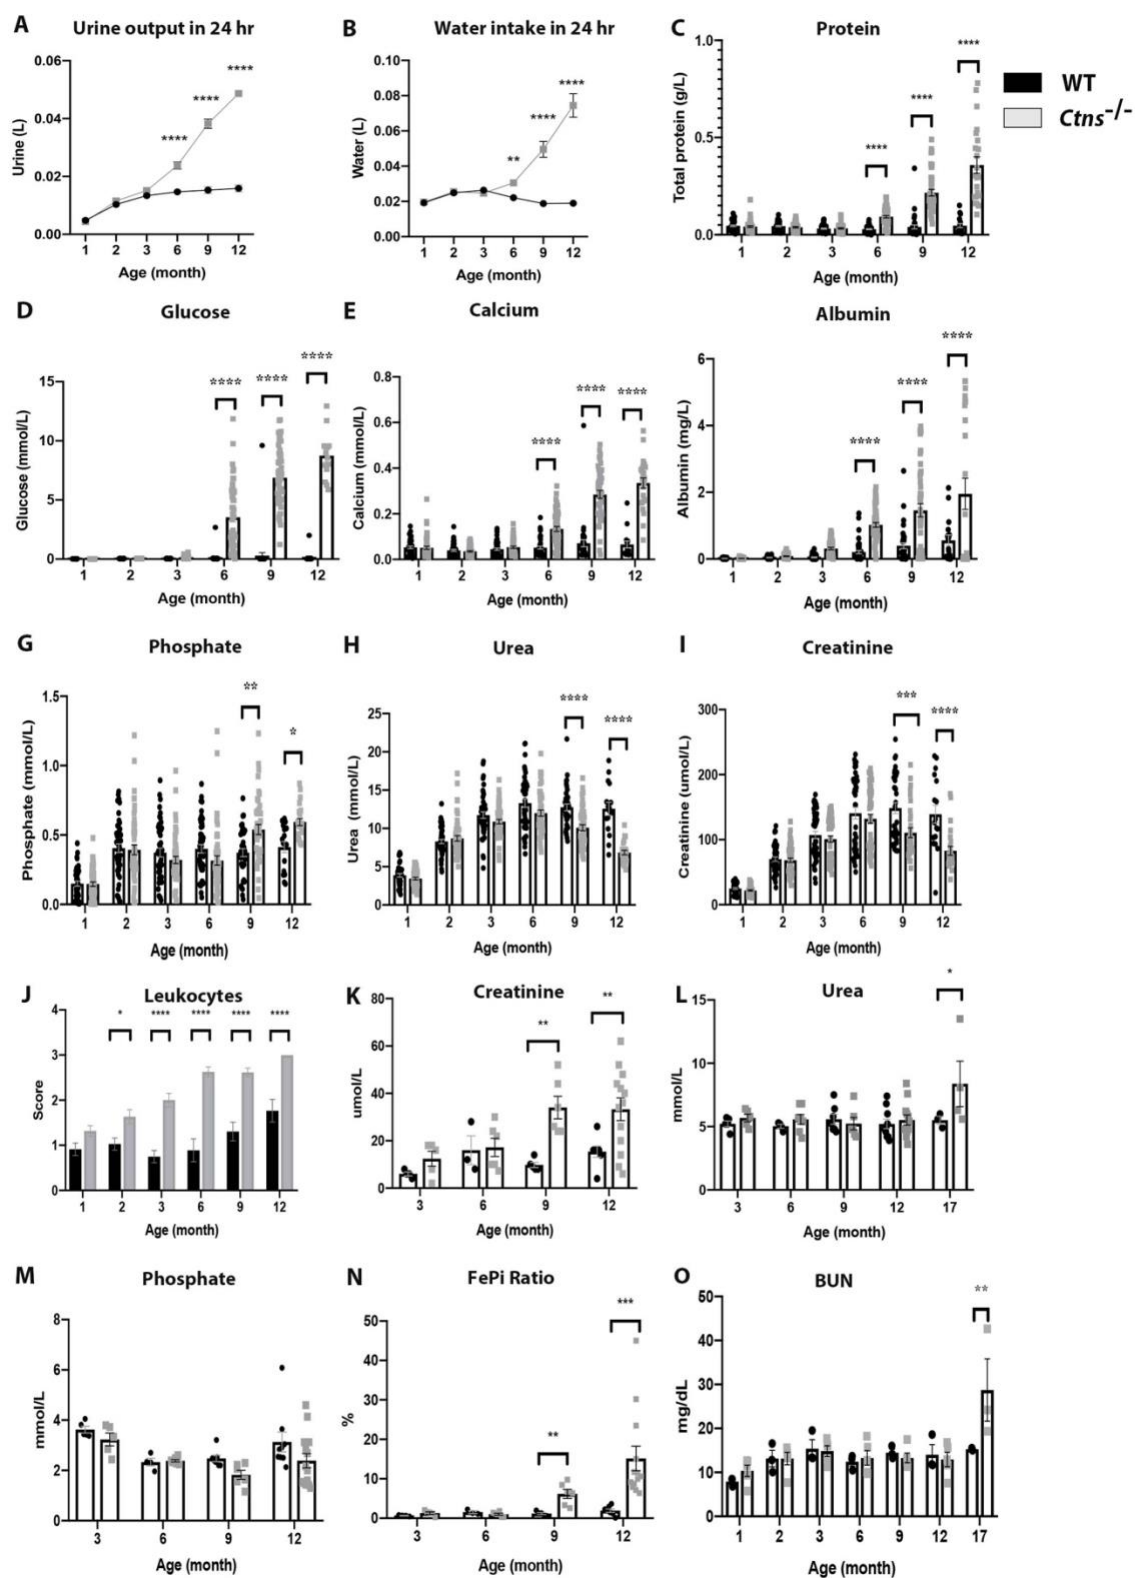 A Urine output in 24 hr
Urine (L)
0.06
0.04
0.02
0.00
**** **** ****
1 2 3 6 9 12
Age (month)
B Water intake in 24 hr
Water (L)
0.10
0.08
0.06
0.04
0.02
0.00
** **** ****
1 2 3 6 9 12
Age (month)
C Protein
Total protein (g/L)
1.0
0.5
0.0
**** **** ****
1 2 3 6 9 12
Age (month)
WT
Ctns-/-
D Glucose
Glucose (mmol/L)
15
10
5
0
**** **** ****
1 2 3 6 9 12
Age (month)
E Calcium
Calcium (mmol/L)
0.8
0.6
0.4
0.2
0.0
**** **** ****
1 2 3 6 9 12
Age (month)
Albumin
Albumin (mg/L)
6
4
2
0
**** **** ****
1 2 3 6 9 12
Age (month)
G Phosphate
Phosphate (mmol/L)
1.5
1.0
0.5
0.0
** *
1 2 3 6 9 12
Age (month)
H Urea
Urea (mmol/L)
25
20
15
10
5
0
**** ****
1 2 3 6 9 12
Age (month)
I Creatinine
Creatinine (umol/L)
300
200
100
0
*** ****
1 2 3 6 9 12
Age (month)
J Leukocytes
Score
4
3
2
1
0
* **** **** **** ****
1 2 3 6 9 12
Age (month)
K Creatinine
umol/L
80
60
40
20
0
** **
3 6 9 12
Age (month)
L Urea
mmol/L
15
10
5
0
*
3 6 9 12 17
Age (month)
M Phosphate
mmol/L
8
6
4
2
0
3 6 9 12
Age (month)
N FePi Ratio
%
50
40
30
20
10
0
** ***
3 6 9 12
Age (month)
O BUN
mg/dL
50
40
30
20
10
0
**
1 2 3 6 9 12 17
Age (month)